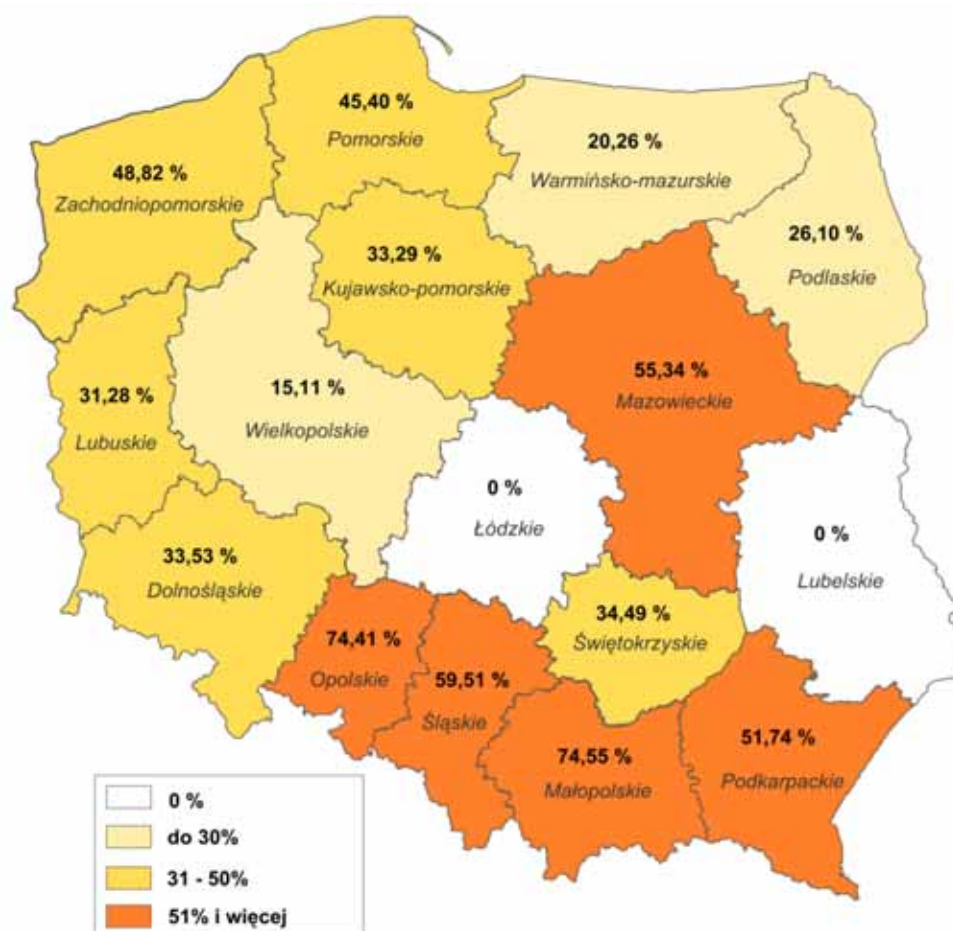 45,40 %
Pomorskie
20,26 %
Warmińsko-mazurskie
48,82 %
Zachodniopomorskie
33,29 %
Kujawsko-pomorskie
26,10 %
Podlaskie
31,28 %
Lubuskie
15,11 %
Wielkopolskie
55,34 %
Mazowieckie
0 %
Łódzkie
0 %
Lubelskie
33,53 %
Dolnośląskie
34,49 %
Świętokrzyskie
74,41 %
Opolskie
59,51 %
Śląskie
74,55 %
Małopolskie
51,74 %
Podkarpackie
0 %
do 30%
31 - 50%
51% i więcej